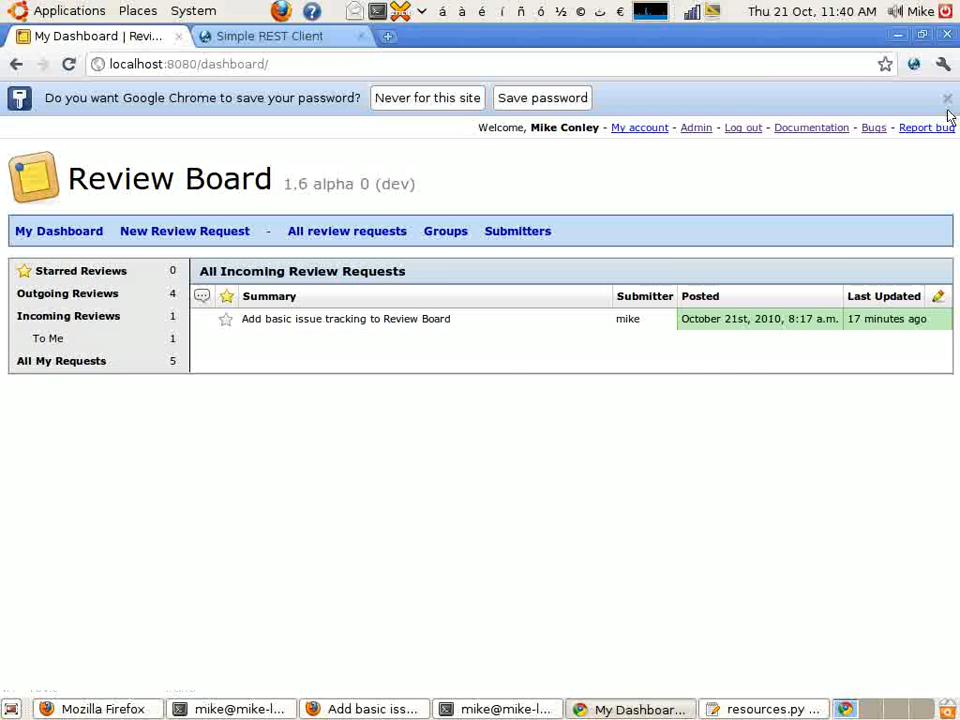 Applications Places System á à é í ñ ó ½ © ت € Thu 21 Oct, 11:40 AM Mike
My Dashboard | Revi... Simple REST Client
localhost:8080/dashboard/
Do you want Google Chrome to save your password? Never for this site Save password
Welcome, Mike Conley - My account - Admin - Log out - Documentation - Bugs - Report bug
Review Board 1.6 alpha 0 (dev)
My Dashboard New Review Request - All review requests Groups Submitters
Starred Reviews 0
Outgoing Reviews 4
Incoming Reviews 1
To Me 1
All My Requests 5
All Incoming Review Requests
Summary Submitter Posted Last Updated
Add basic issue tracking to Review Board mike October 21st, 2010, 8:17 a.m. 17 minutes ago
Mozilla Firefox mike@mike-l... Add basic iss... mike@mike-l... My Dashboar... resources.py ...